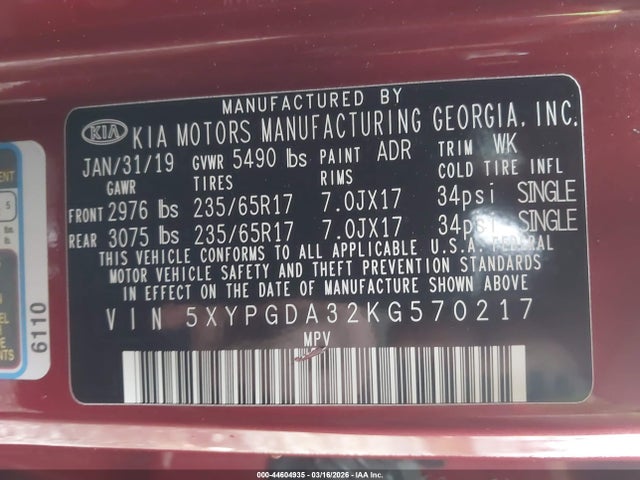 MANUFACTURED BY
KIA KIA MOTORS MANUFACTURING GEORGIA, INC.
JAN/31/19 GVWR 5490 lbs PAINT ADR TRIM WK
GAWR TIRES RIMS COLD TIRE INFL
FRONT 2976 lbs 235/65R17 7.0JX17 34psi SINGLE
REAR 3075 lbs 235/65R17 7.0JX17 34psi SINGLE
THIS VEHICLE CONFORMS TO ALL APPLICABLE U.S.A. FEDERAL
MOTOR VEHICLE SAFETY AND THEFT PREVENTION STANDARDS
IN EFFECT ON THE DATE OF MANUFACTURE SHOWN ABOVE
VIN 5XYPGDA32KG570217
MPV
6110
5
000-44604935 - 03/16/2026 - IAA Inc.